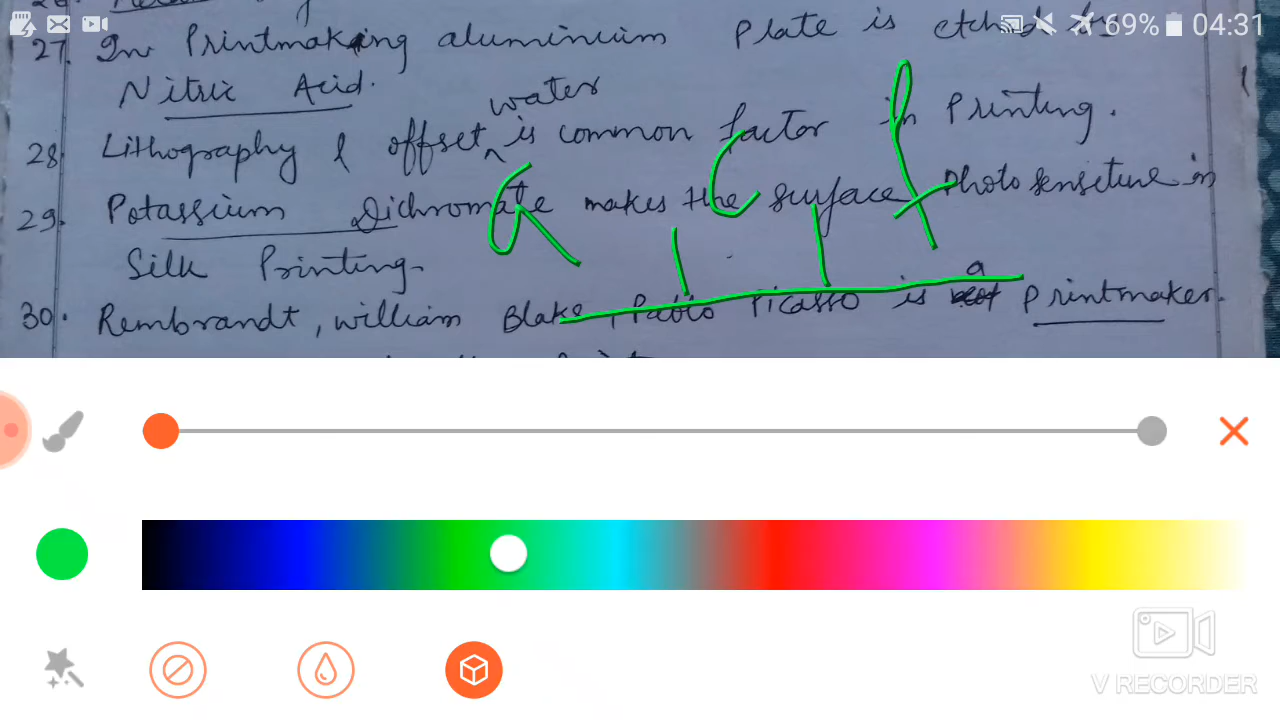 69% 04:31
27. In Printmaking aluminium Plate is etched by
Nitric Acid.
water
28. Lithography & offset is common factor in Printing.
29. Potassium Dichromate makes the surface photosensetive in
Silk Printing.
a
30. Rembrandt, william Blake, Pablo Picasso is printmaker.
V RECORDER